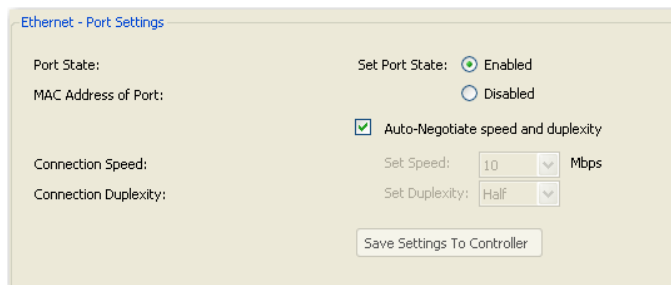 Ethernet - Port Settings
Port State:
Set Port State: Enabled
MAC Address of Port:
Disabled
Auto-Negotiate speed and duplexity
Connection Speed:
Set Speed: 10 Mbps
Connection Duplexity:
Set Duplexity: Half
Save Settings To Controller